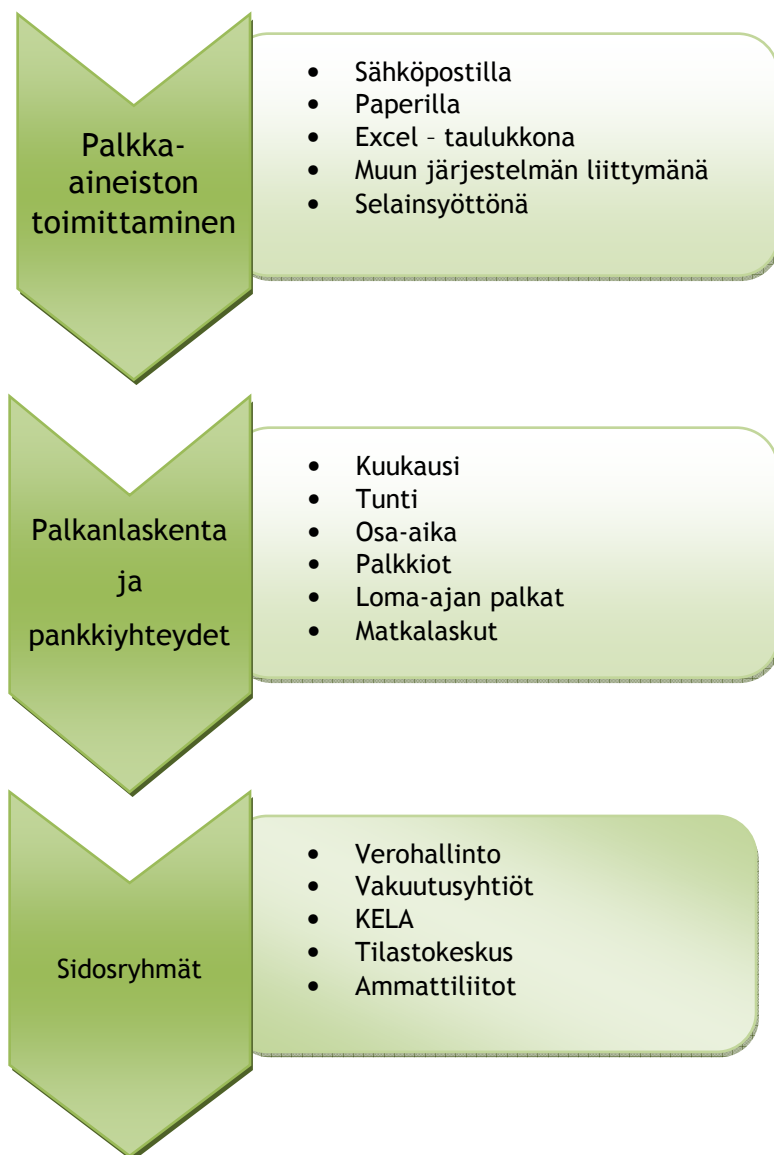 Palkka-
aineiston
toimittaminen
• Sähköpostilla
• Paperilla
• Excel – taulukkona
• Muun järjestelmän liittymänä
• Selainsyöttönä
Palkanlaskenta
ja
pankkiyhteydet
• Kuukausi
• Tunti
• Osa-aika
• Palkkiot
• Loma-ajan palkat
• Matkalaskut
Sidosryhmät
• Verohallinto
• Vakuutusyhtiöt
• KELA
• Tilastokeskus
• Ammattiliitot